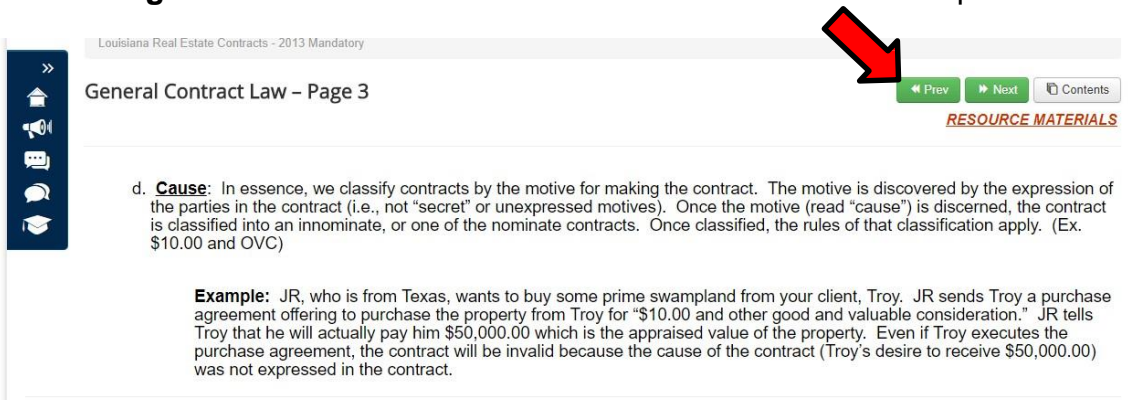 Louisiana Real Estate Contracts - 2013 Mandatory
General Contract Law – Page 3
Prev
Next
Contents
RESOURCE MATERIALS
d. Cause: In essence, we classify contracts by the motive for making the contract. The motive is discovered by the expression of
the parties in the contract (i.e., not “secret” or unexpressed motives). Once the motive (read “cause”) is discerned, the contract
is classified into an innominate, or one of the nominate contracts. Once classified, the rules of that classification apply. (Ex.
$10.00 and OVC)
Example: JR, who is from Texas, wants to buy some prime swampland from your client, Troy. JR sends Troy a purchase
agreement offering to purchase the property from Troy for “$10.00 and other good and valuable consideration.” JR tells
Troy that he will actually pay him $50,000.00 which is the appraised value of the property. Even if Troy executes the
purchase agreement, the contract will be invalid because the cause of the contract (Troy’s desire to receive $50,000.00)
was not expressed in the contract.